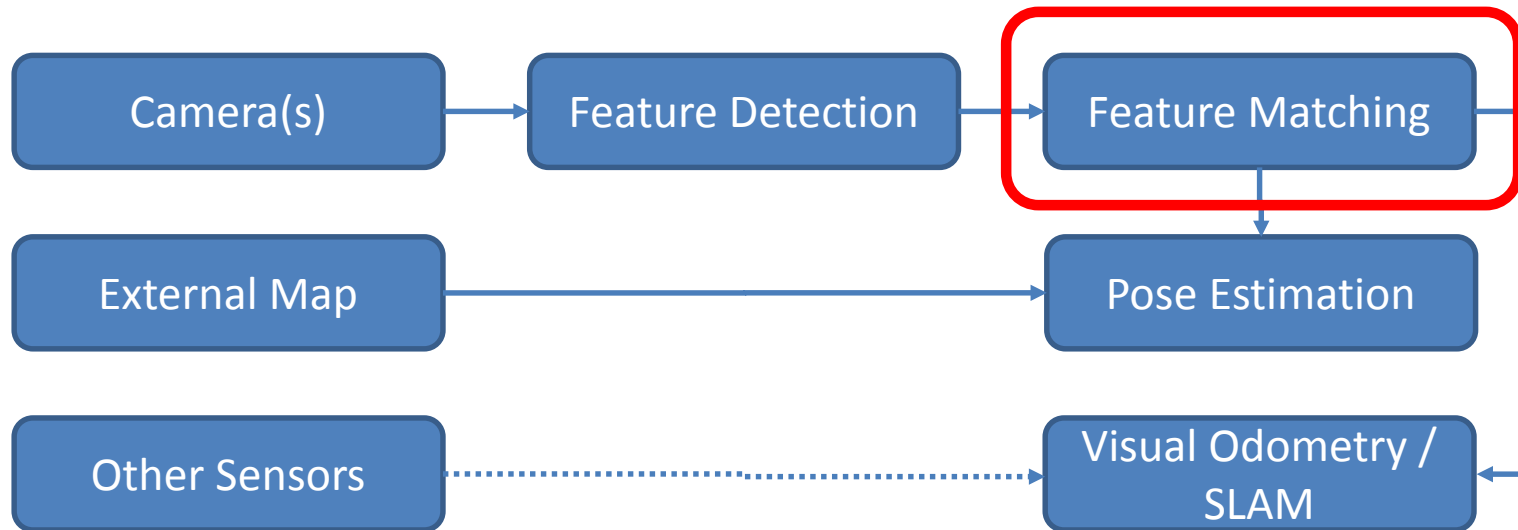 Camera(s)
Feature Detection
Feature Matching
External Map
Pose Estimation
Other Sensors
Visual Odometry /
SLAM